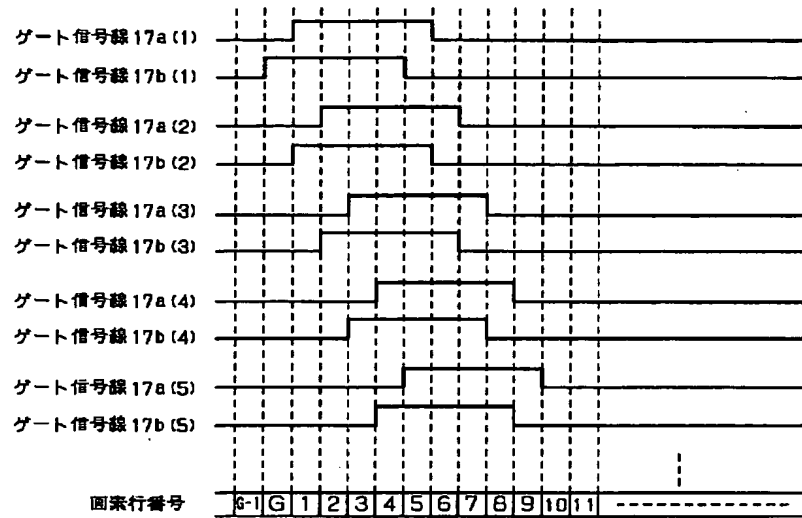 ゲート信号線17a(1)
ゲート信号線17b(1)
ゲート信号線17a(2)
ゲート信号線17b(2)
ゲート信号線17a(3)
ゲート信号線17b(3)
ゲート信号線17a(4)
ゲート信号線17b(4)
ゲート信号線17a(5)
ゲート信号線17b(5)
画素行番号 G-1 G 1 2 3 4 5 6 7 8 9 10 11